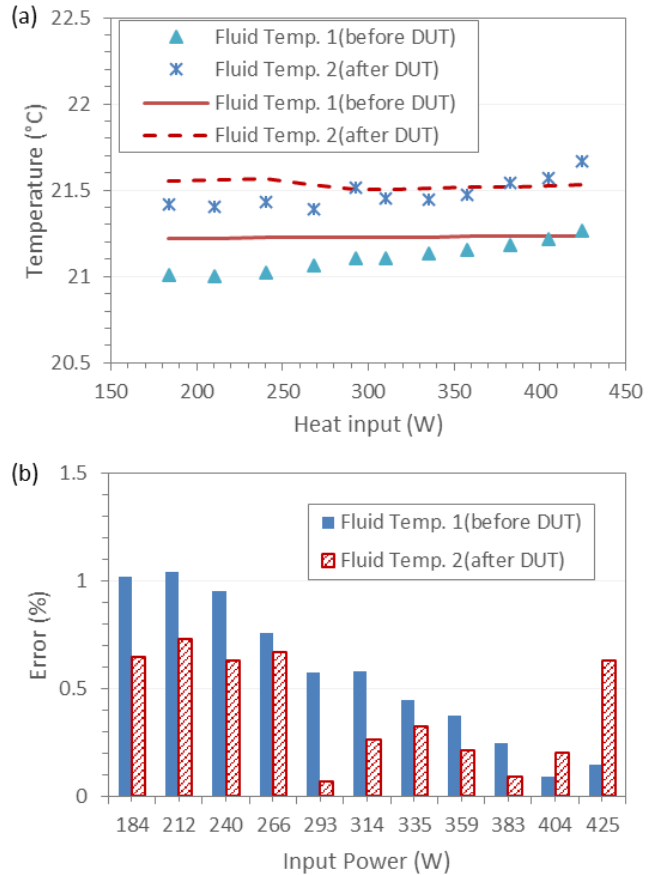 (a)
22.5
22
21.5
21
20.5
Temperature (°C)
Fluid Temp. 1(before DUT)
Fluid Temp. 2(after DUT)
Fluid Temp. 1(before DUT)
Fluid Temp. 2(after DUT)
150 200 250 300 350 400 450
Heat input (W)
(b)
1.5
1
0.5
0
Error (%)
Fluid Temp. 1(before DUT)
Fluid Temp. 2(after DUT)
184 212 240 266 293 314 335 359 383 404 425
Input Power (W)